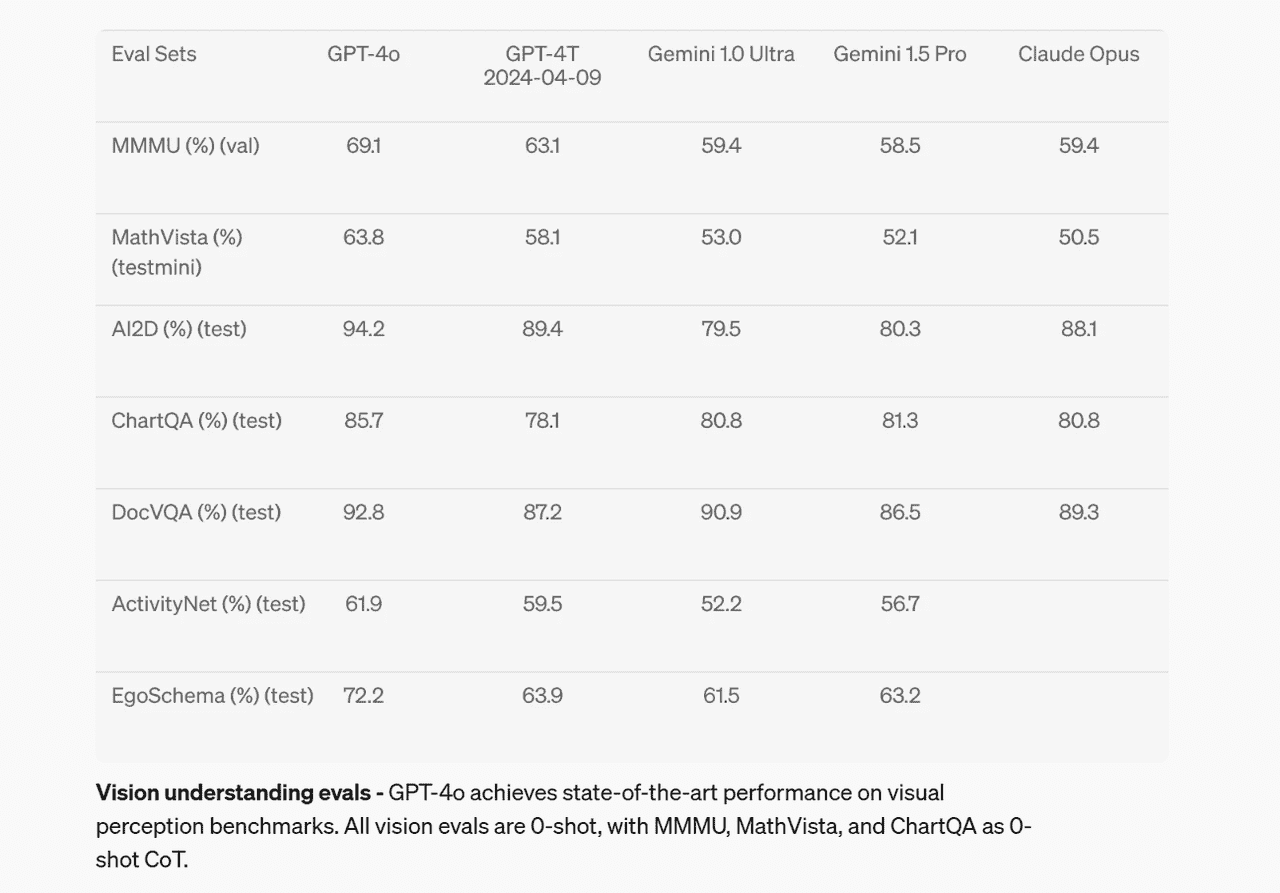 Eval Sets GPT-4o GPT-4T Gemini 1.0 Ultra Gemini 1.5 Pro Claude Opus
2024-04-09
MMMU (%) (val) 69.1 63.1 59.4 58.5 59.4
MathVista (%) 63.8 58.1 53.0 52.1 50.5
(testmini)
AI2D (%) (test) 94.2 89.4 79.5 80.3 88.1
ChartQA (%) (test) 85.7 78.1 80.8 81.3 80.8
DocVQA (%) (test) 92.8 87.2 90.9 86.5 89.3
ActivityNet (%) (test) 61.9 59.5 52.2 56.7
EgoSchema (%) (test) 72.2 63.9 61.5 63.2
Vision understanding evals - GPT-4o achieves state-of-the-art performance on visual
perception benchmarks. All vision evals are 0-shot, with MMMU, MathVista, and ChartQA as 0-
shot CoT.